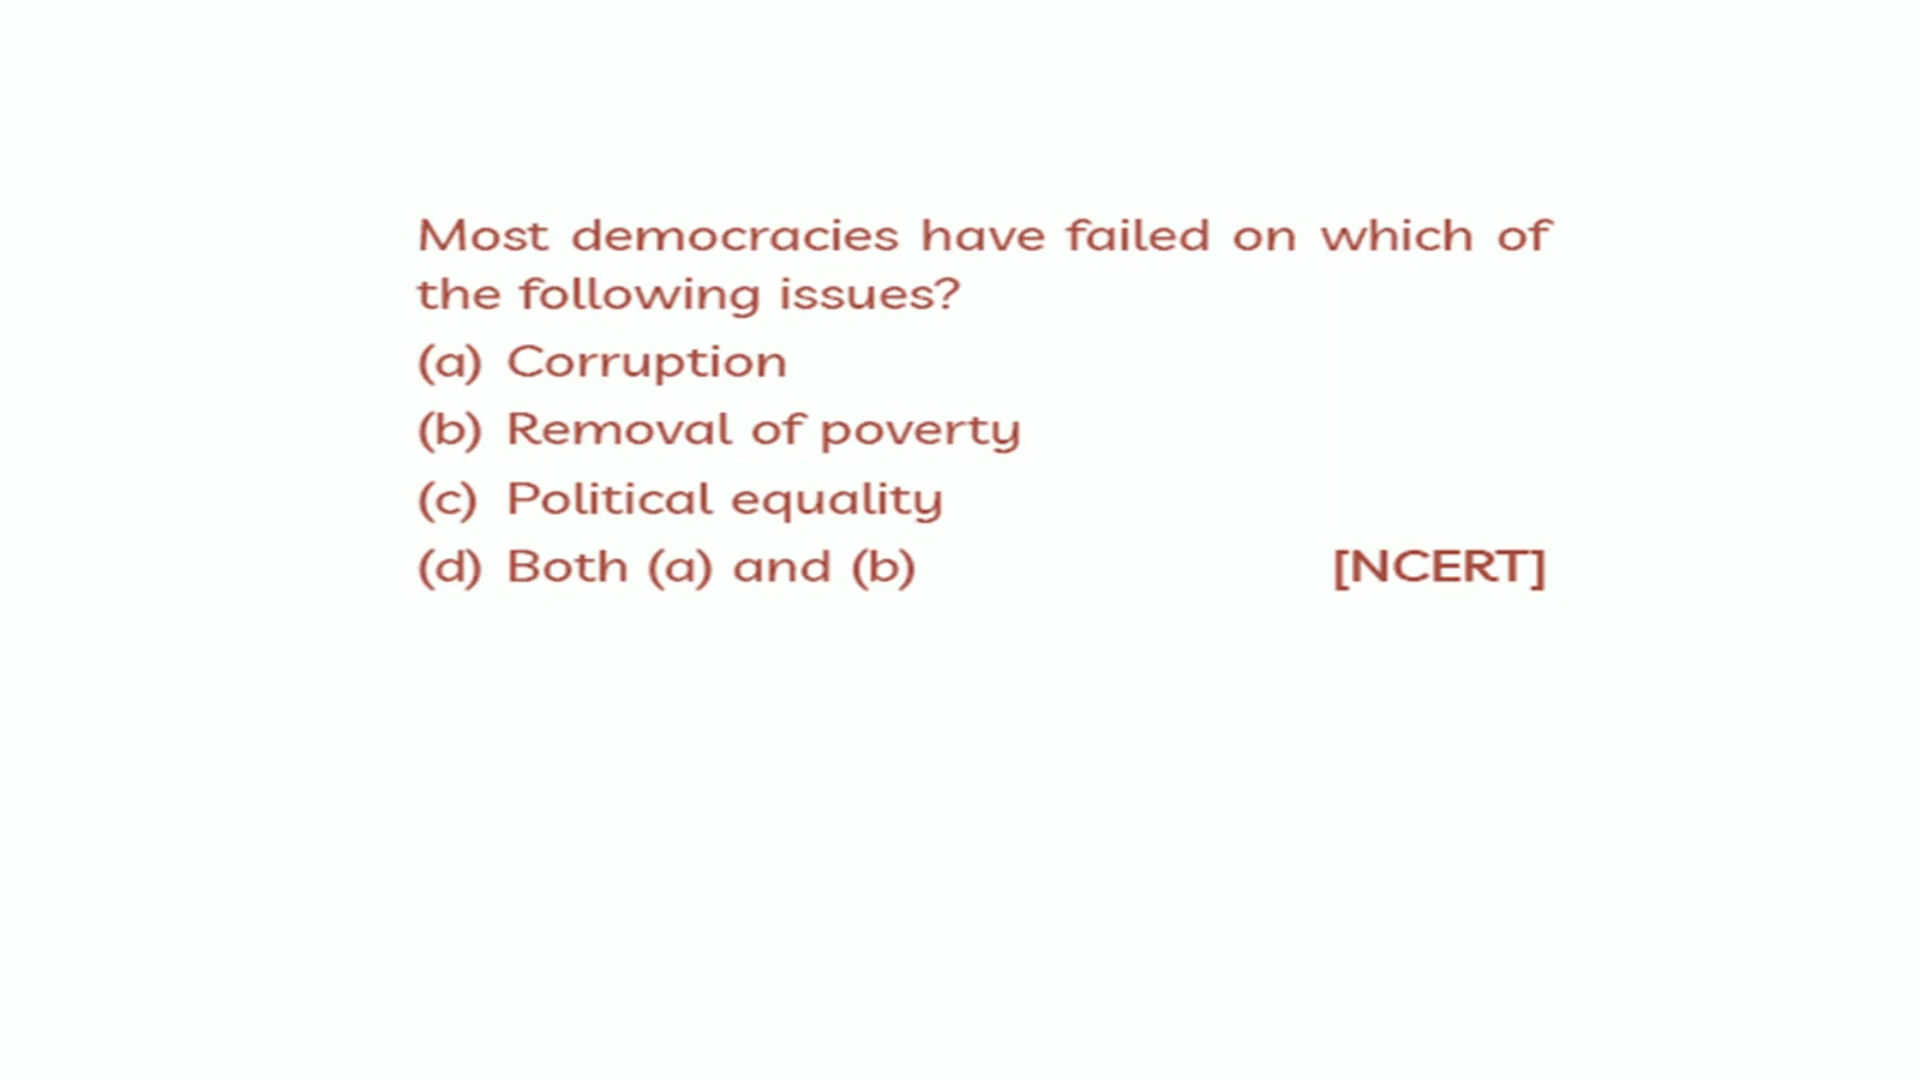 Most democracies have failed on which of
the following issues?
(a) Corruption
(b) Removal of poverty
(c) Political equality
(d) Both (a) and (b) [NCERT]